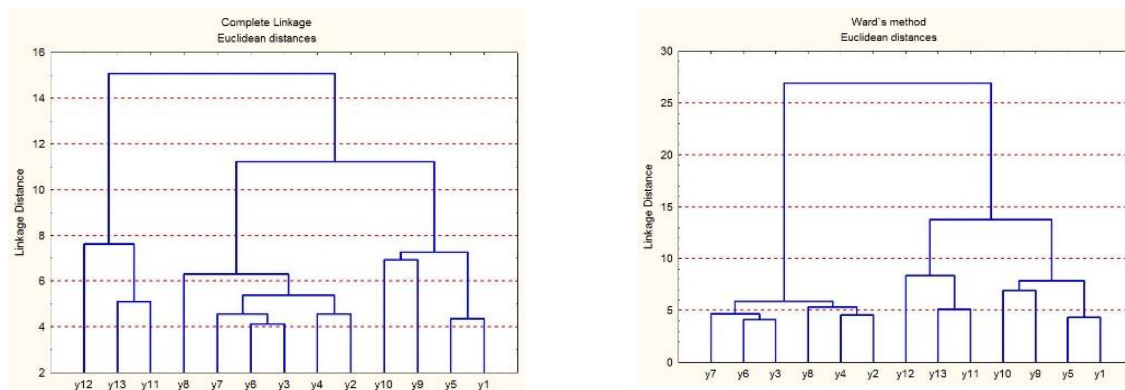 Complete Linkage
Euclidean distances
16
14
12
10
8
6
4
2
Linkage Distance
y12 y13 y11 y8 y7 y6 y3 y4 y2 y10 y9 y5 y1
Ward`s method
Euclidean distances
30
25
20
15
10
5
0
Linkage Distance
y7 y6 y3 y8 y4 y2 y12 y13 y11 y10 y9 y5 y1